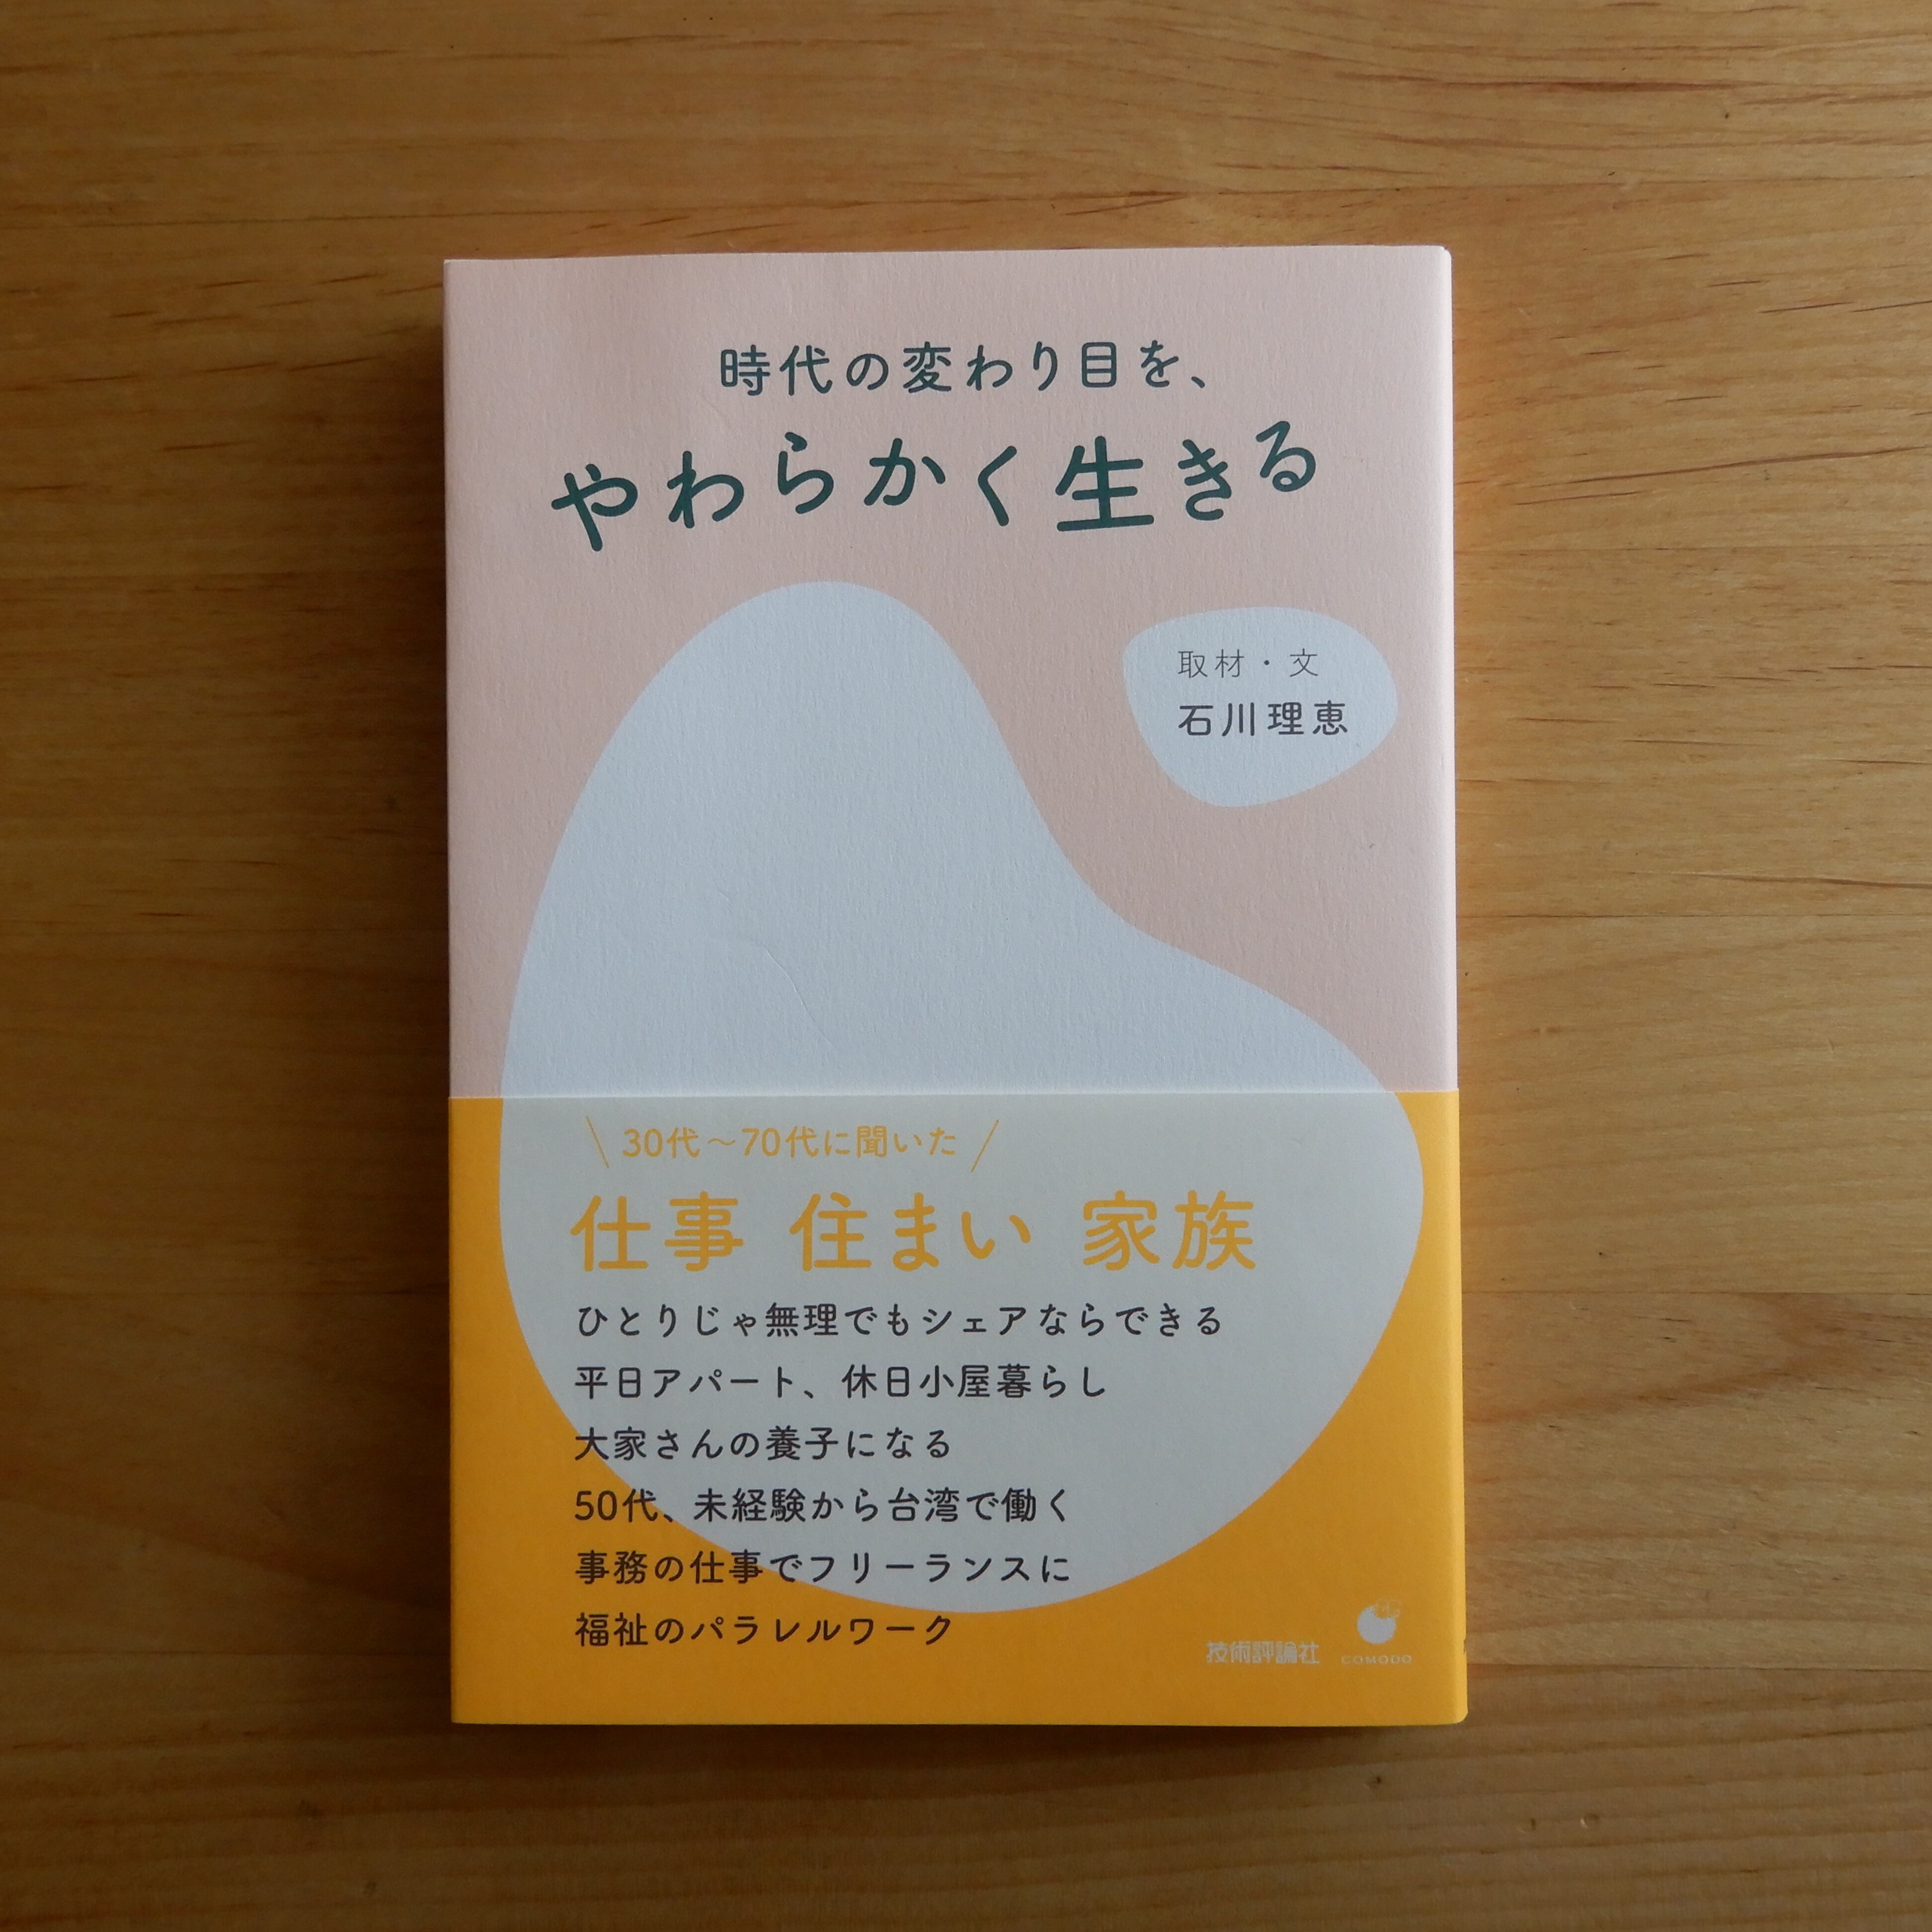 時代の変わり目を、
やわらかく生きる
取材・文
石川理恵
30代〜70代に聞いた
仕事 住まい 家族
ひとりじゃ無理でもシェアならできる
平日アパート、休日小屋暮らし
大家さんの養子になる
50代、未経験から台湾で働く
事務の仕事でフリーランスに
福祉のパラレルワーク
技術評論社
COMODO